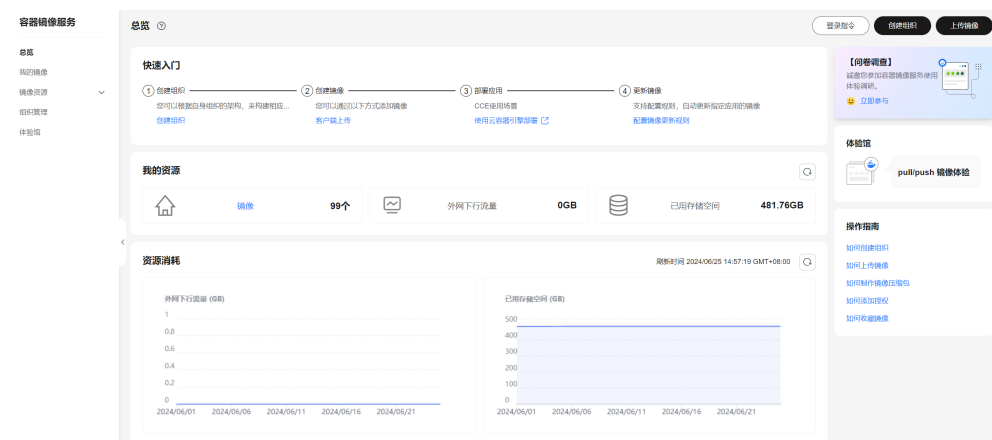 容器镜像服务
总览
我的镜像
镜像资源
组织管理
体验馆
总览
登录指令
创建组织
上传镜像
快速入门
1 创建组织
您可以根据自身组织的架构，来构建相应...
创建组织
2 创建镜像
您可以通过以下方式添加镜像
客户端上传
3 部署应用
CCE使用场景
使用云容器引擎部署
4 更新镜像
支持配置规则，自动更新指定应用的镜像
配置镜像更新规则
我的资源
镜像 99个
外网下行流量 0GB
已用存储空间 481.76GB
资源消耗
刷新时间 2024/06/25 14:57:19 GMT+08:00
外网下行流量 (GB)
1
0.8
0.6
0.4
0.2
0
2024/06/01 2024/06/06 2024/06/11 2024/06/16 2024/06/21
已用存储空间 (GB)
500
400
300
200
100
0
2024/06/01 2024/06/06 2024/06/11 2024/06/16 2024/06/21
【问卷调查】
诚邀您参加容器镜像服务使用
体验调研。
立即参与
体验馆
pull/push 镜像体验
操作指南
如何创建组织
如何上传镜像
如何制作镜像压缩包
如何添加授权
如何收藏镜像